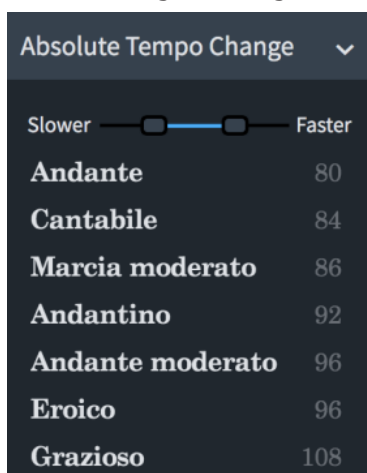 Absolute Tempo Change
Slower Faster
Andante 80
Cantabile 84
Marcia moderato 86
Andantino 92
Andante moderato 96
Eroico 96
Grazioso 108